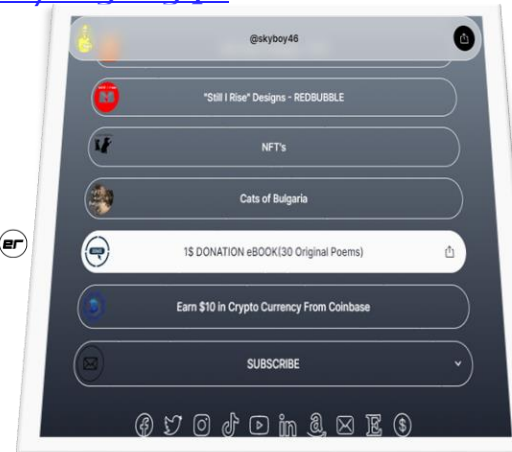 @skyboy46
"Still I Rise" Designs - REDBUBBLE
NFT's
Cats of Bulgaria
1$ DONATION eBOOK(30 Original Poems)
er
Earn $10 in Crypto Currency From Coinbase
SUBSCRIBE